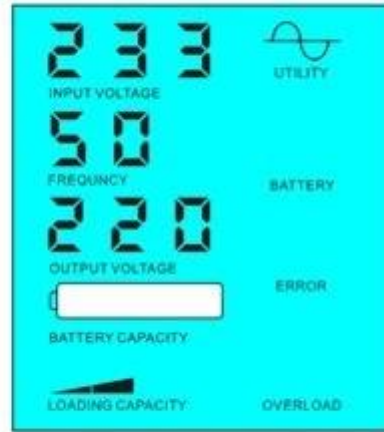 233
INPUT VOLTAGE
UTILITY
50
FREQUNCY
BATTERY
220
OUTPUT VOLTAGE
ERROR
BATTERY CAPACITY
LOADING CAPACITY
OVERLOAD